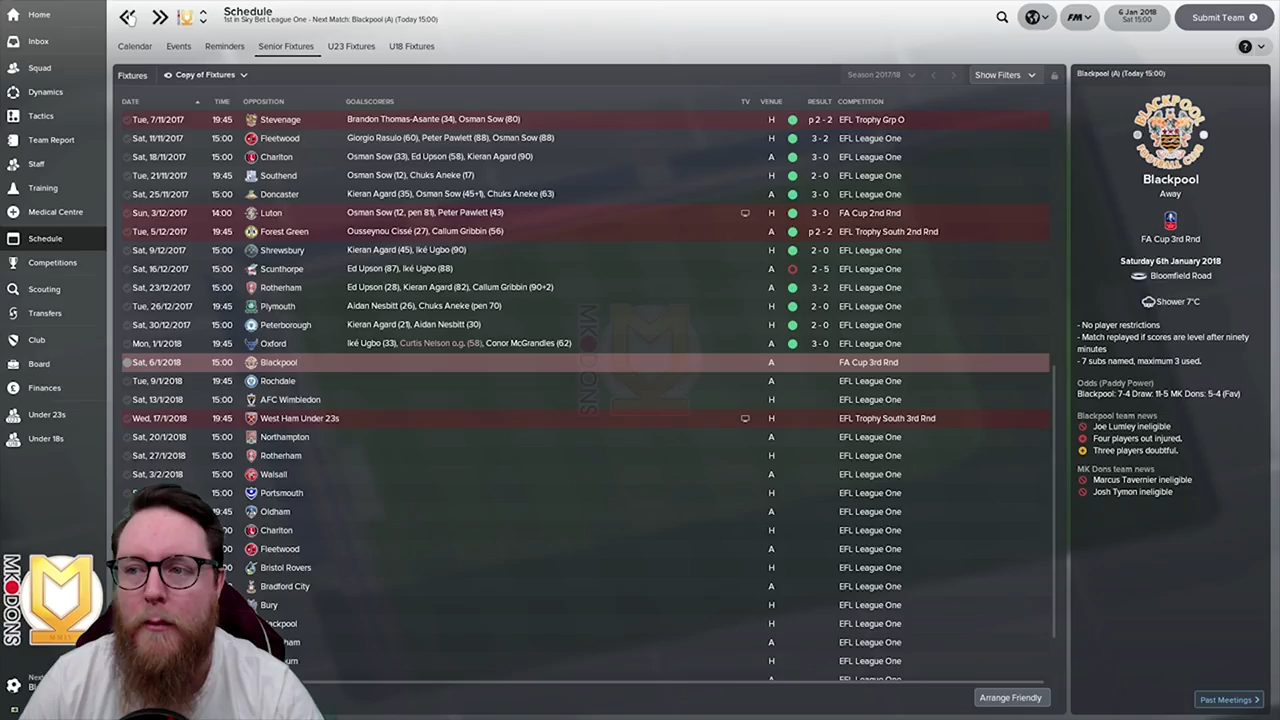 Home
Inbox
Squad
Dynamics
Tactics
Team Report
Staff
Training
Medical Centre
Schedule
Competitions
Scouting
Transfers
Club
Board
Finances
Under 23s
Under 18s
MK DONS
Schedule
1st in Sky Bet League One - Next Match: Blackpool (A) (Today 15:00)
FM
6 Jan 2018
Sat 15:00
Submit Team
Calendar Events Reminders Senior Fixtures U23 Fixtures U18 Fixtures
Fixtures Copy of Fixtures Season 2017/18 Show Filters
DATE TIME OPPOSITION GOALSCORERS TV VENUE RESULT COMPETITION
Tue, 7/11/2017 19:45 Stevenage Brandon Thomas-Asante (34), Osman Sow (80) H p 2 - 2 EFL Trophy Grp O
Sat, 11/11/2017 15:00 Fleetwood Giorgio Rasulo (60), Peter Pawlett (88), Osman Sow (88) H 3 - 2 EFL League One
Sat, 18/11/2017 15:00 Charlton Osman Sow (33), Ed Upson (58), Kieran Agard (90) A 3 - 0 EFL League One
Tue, 21/11/2017 19:45 Southend Osman Sow (12), Chuks Aneke (17) H 2 - 0 EFL League One
Sat, 25/11/2017 15:00 Doncaster Kieran Agard (35), Osman Sow (45+1), Chuks Aneke (63) A 3 - 0 EFL League One
Sun, 3/12/2017 14:00 Luton Osman Sow (12, pen 81), Peter Pawlett (43) H 3 - 0 FA Cup 2nd Rnd
Tue, 5/12/2017 19:45 Forest Green Ousseynou Cissé (27), Callum Gribbin (56) A p 2 - 2 EFL Trophy South 2nd Rnd
Sat, 9/12/2017 15:00 Shrewsbury Kieran Agard (45), Iké Ugbo (90) H 2 - 0 EFL League One
Sat, 16/12/2017 15:00 Scunthorpe Ed Upson (87), Iké Ugbo (88) A 2 - 5 EFL League One
Sat, 23/12/2017 15:00 Rotherham Ed Upson (28), Kieran Agard (82), Callum Gribbin (90+2) A 3 - 2 EFL League One
Tue, 26/12/2017 19:45 Plymouth Aidan Nesbitt (26), Chuks Aneke (pen 70) H 2 - 0 EFL League One
Sat, 30/12/2017 15:00 Peterborough Kieran Agard (21), Aidan Nesbitt (30) H 2 - 0 EFL League One
Mon, 1/1/2018 19:45 Oxford Iké Ugbo (33), Curtis Nelson o.g. (58), Conor McGrandles (62) A 3 - 0 EFL League One
Sat, 6/1/2018 15:00 Blackpool A FA Cup 3rd Rnd
Tue, 9/1/2018 19:45 Rochdale A EFL League One
Sat, 13/1/2018 15:00 AFC Wimbledon A EFL League One
Wed, 17/1/2018 19:45 West Ham Under 23s H EFL Trophy South 3rd Rnd
Sat, 20/1/2018 15:00 Northampton H EFL League One
Sat, 27/1/2018 15:00 Rotherham H EFL League One
Sat, 3/2/2018 15:00 Walsall A EFL League One
15:00 Portsmouth H EFL League One
19:45 Oldham A EFL League One
Charlton H EFL League One
Fleetwood A EFL League One
Bristol Rovers H EFL League One
Bradford City A EFL League One
Bury H EFL League One
H EFL League One
A EFL League One
H EFL League One
MK DONS
Arrange Friendly
Blackpool (A) (Today 15:00)
BLACKPOOL
FOOTBALL CLUB
Blackpool
Away
FA Cup 3rd Rnd
Saturday 6th January 2018
Bloomfield Road
Shower 7°C
- No player restrictions
- Match replayed if scores are level after ninety
minutes
- 7 subs named, maximum 3 used.
Odds (Paddy Power)
Blackpool: 7-4 Draw: 11-5 MK Dons: 5-4 (Fav)
Blackpool team news
Joe Lumley ineligible
Four players out injured.
Three players doubtful.
MK Dons team news
Marcus Tavernier ineligible
Josh Tymon ineligible
Past Meetings